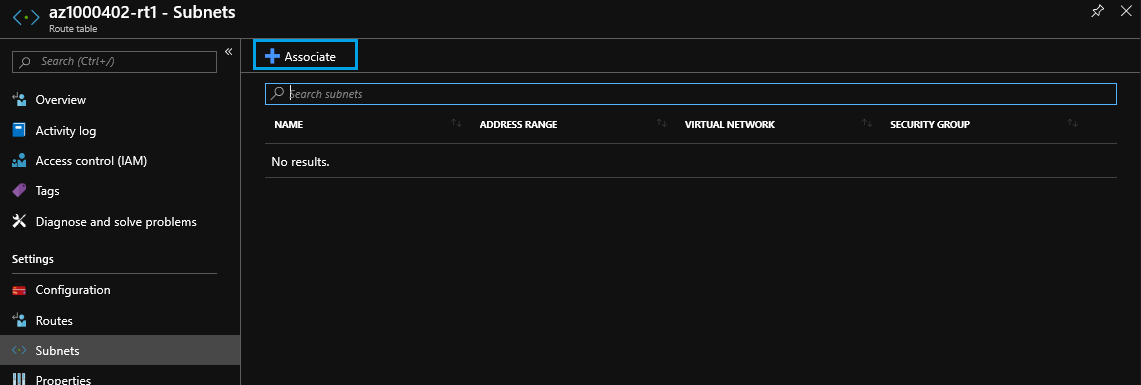 az1000402-rt1 - Subnets
Route table
Search (Ctrl+/)
«
Overview
Activity log
Access control (IAM)
Tags
Diagnose and solve problems
Settings
Configuration
Routes
Subnets
Properties
Associate
Search subnets
NAME ADDRESS RANGE VIRTUAL NETWORK SECURITY GROUP
No results.